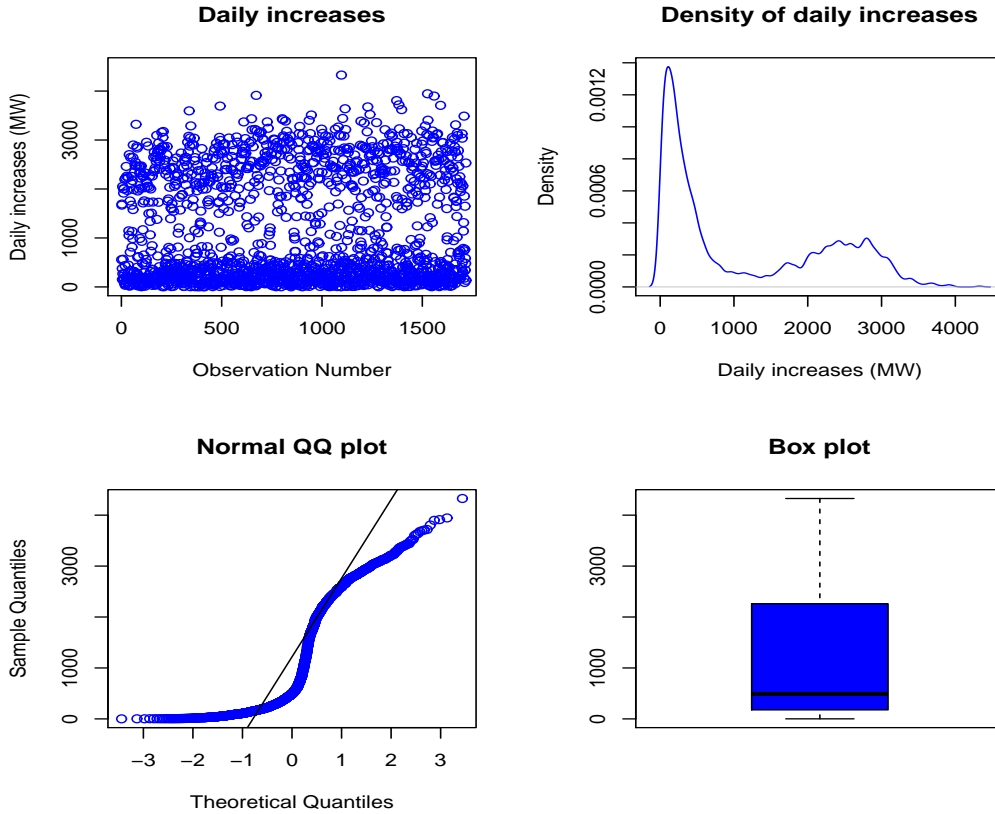 Daily increases
Daily increases (MW)
0 1000 3000
0 500 1000 1500
Observation Number
Density of daily increases
Density
0.0000 0.0006 0.0012
0 1000 2000 3000 4000
Daily increases (MW)
Normal QQ plot
Sample Quantiles
0 1000 3000
−3 −2 −1 0 1 2 3
Theoretical Quantiles
Box plot
0 1000 3000